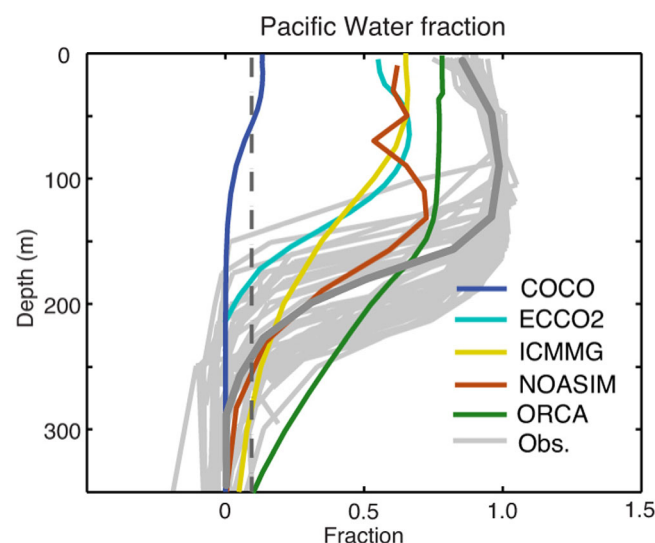 Pacific Water fraction
0
100
200
300
Depth (m)
COCO
ECCO2
ICMMG
NOASIM
ORCA
Obs.
0 0.5 1.0 1.5
Fraction